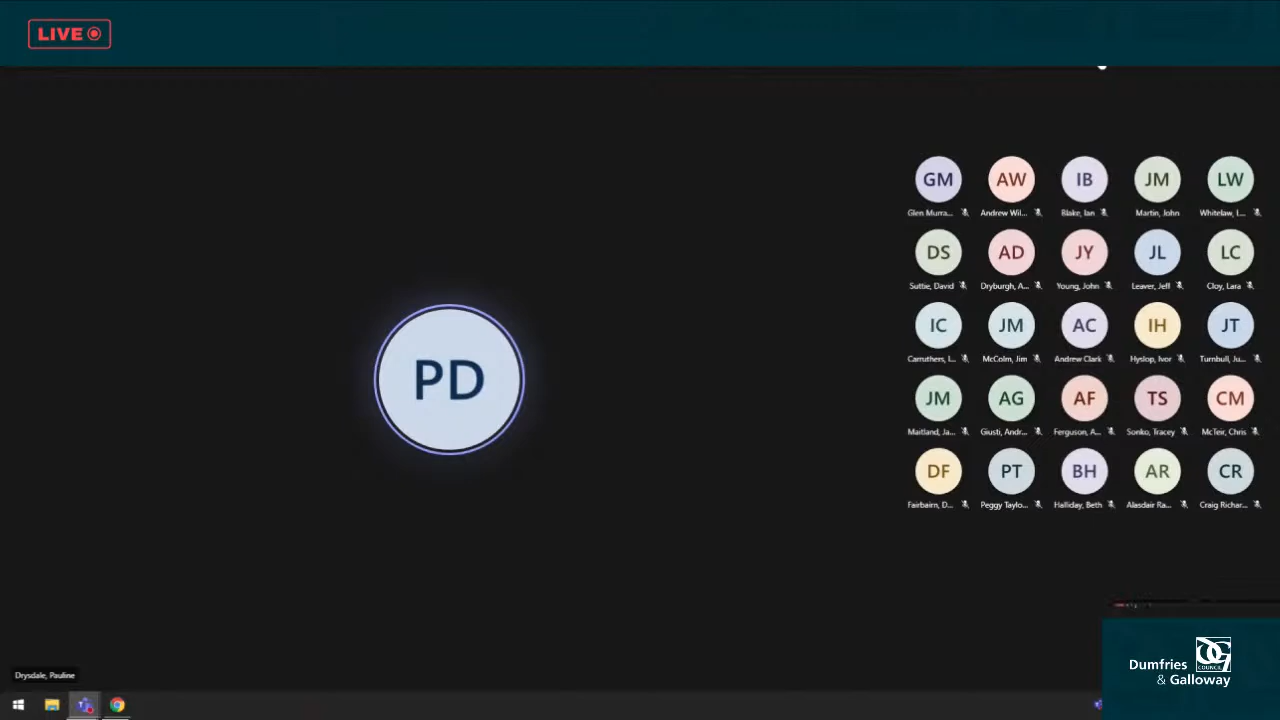 LIVE
GM AW IB JM LW
Glen Murra... Andrew Wil... Blake, Ian Martin, John Whitelaw, I...
DS AD JY JL LC
Suttie, David Dryburgh, A... Young, John Leaver, Jeff Cloy, Lara
IC JM AC IH JT
Carruthers, I... McColm, Jim Andrew Clark Hyslop, Ivor Turnbull, Ju...
JM AG AF TS CM
Maitland, Ja... Giusti, Andr... Ferguson, A... Sonko, Tracey McTeir, Chris
DF PT BH AR CR
Fairbairn, D... Peggy Taylo... Halliday, Beth Alasdair Ra... Craig Richar...
PD
Drysdale, Pauline
Dumfries
& Galloway
COUNCIL